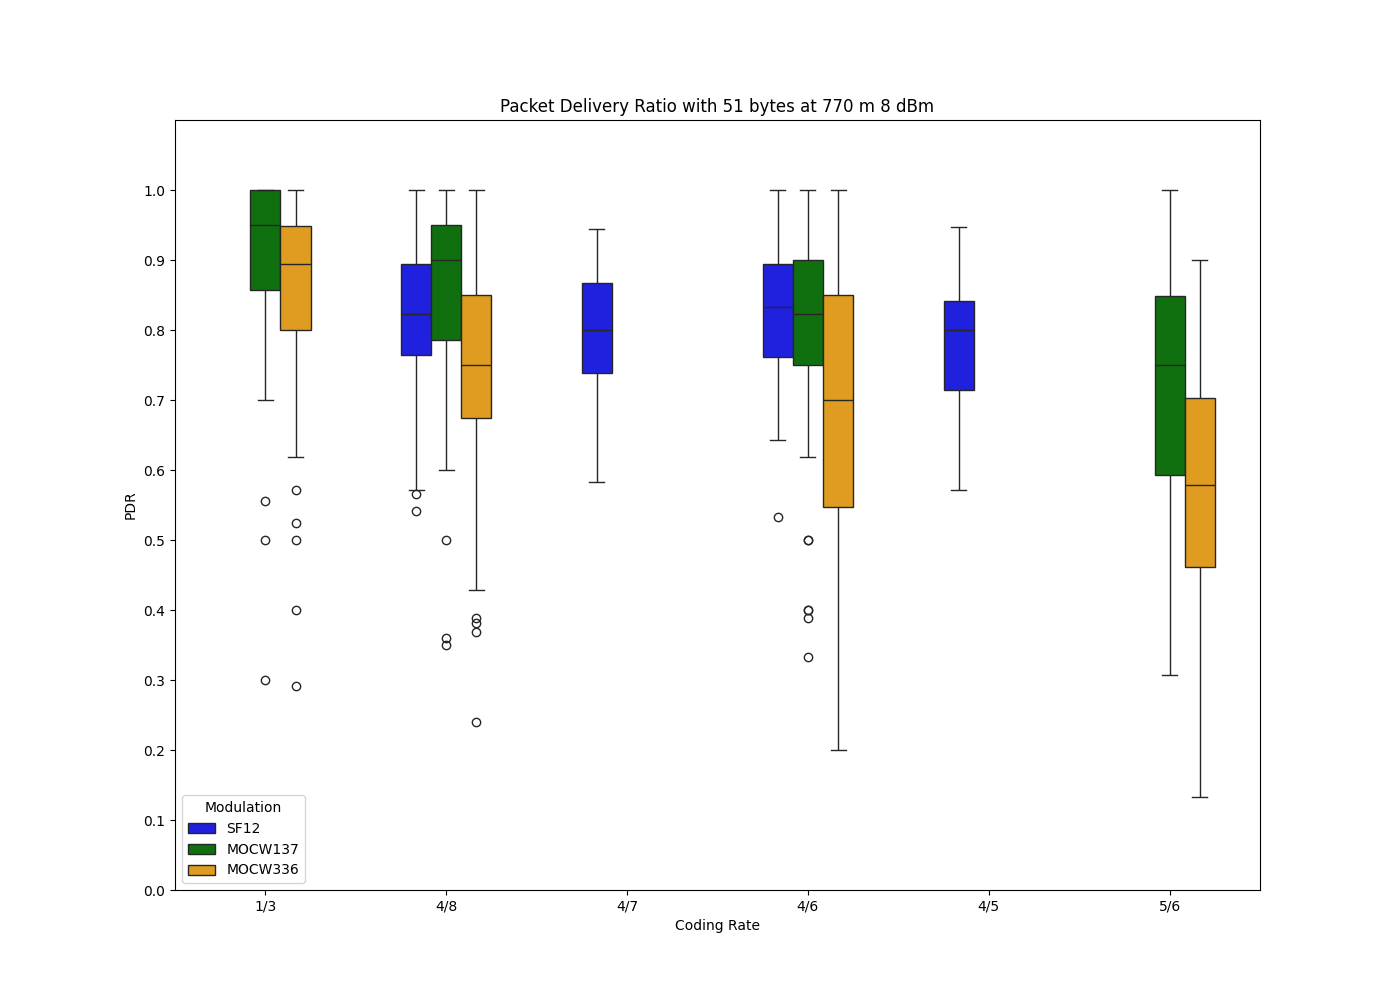 Packet Delivery Ratio with 51 bytes at 770 m 8 dBm
1.0
0.9
0.8
0.7
0.6
0.5
0.4
0.3
0.2
0.1
0.0
PDR
Modulation
SF12
MOCW137
MOCW336
1/3 4/8 4/7 4/6 4/5 5/6
Coding Rate